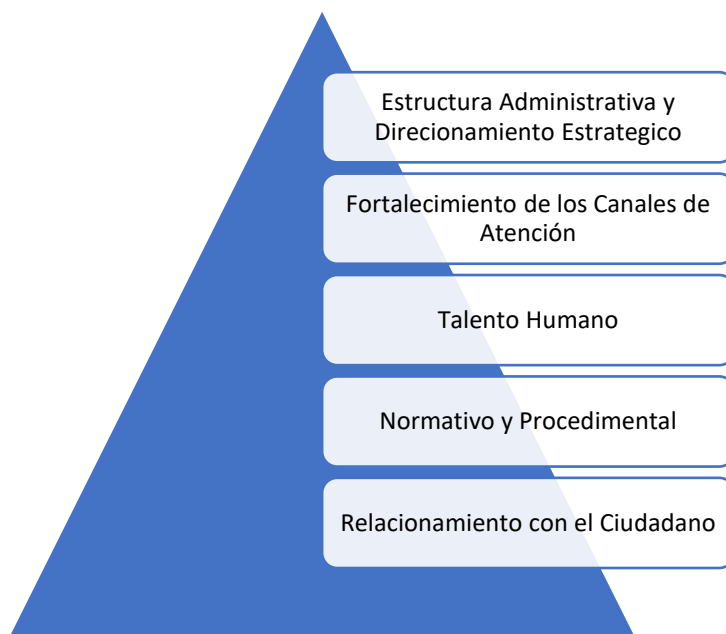 Estructura Administrativa y
Direcionamiento Estrategico
Fortalecimiento de los Canales de
Atención
Talento Humano
Normativo y Procedimental
Relacionamiento con el Ciudadano